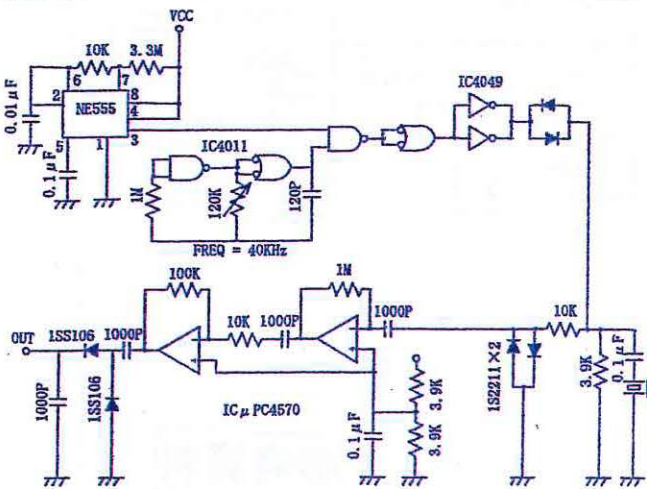 VCC
10K
3.3M
6
7
2
8
4
NE555
3
5
1
0.01μF
0.1μF
IC4011
IC4049
1M
120K
120P
FREQ = 40KHz
100K
1M
OUT
1SS106
1000P
10K
1000P
1000P
10K
1000P
1SS106
ICμPC4570
0.1μF
3.9K
3.9K
1S2211×2
3.9K
0.1μF